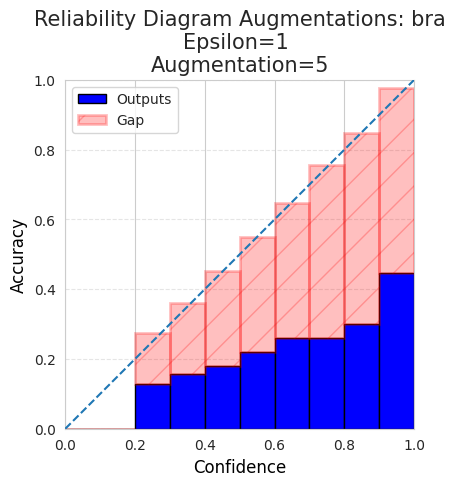 Reliability Diagram Augmentations: bra
Epsilon=1
Augmentation=5
Outputs
Gap
Accuracy
1.0
0.8
0.6
0.4
0.2
0.0
0.0 0.2 0.4 0.6 0.8 1.0
Confidence